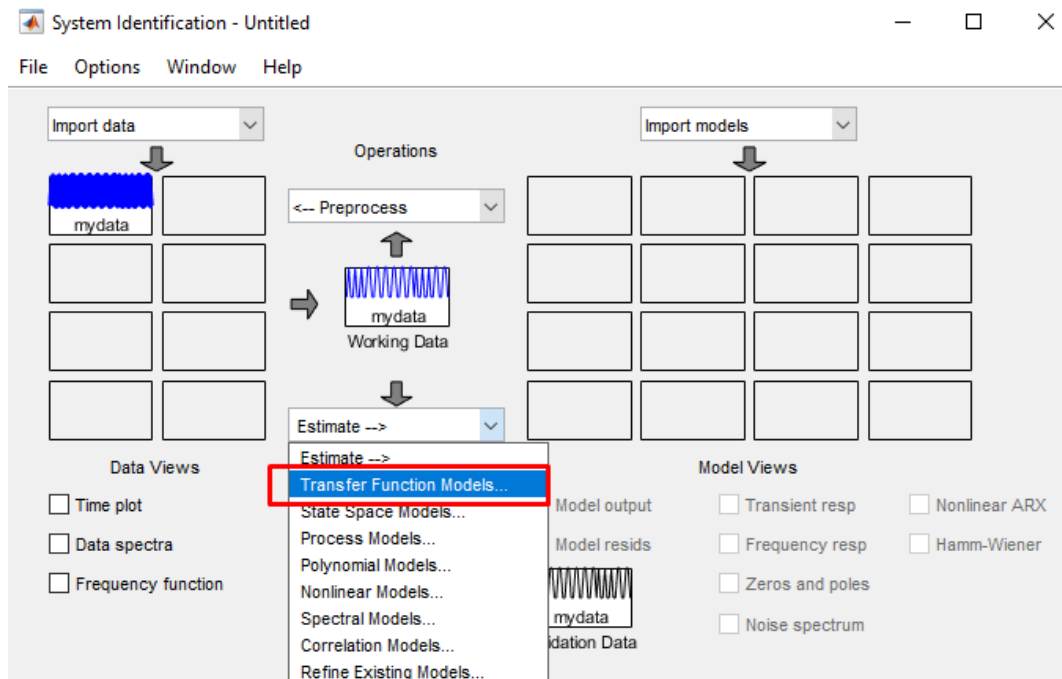 System Identification - Untitled
File Options Window Help
Import data
Import models
Operations
mydata
<-- Preprocess
mydata
Working Data
Estimate -->
Estimate -->
Transfer Function Models...
State Space Models...
Process Models...
Polynomial Models...
Nonlinear Models...
Spectral Models...
Correlation Models...
Refine Existing Models...
Data Views
Time plot
Data spectra
Frequency function
Model Views
Model output
Transient resp
Nonlinear ARX
Model resids
Frequency resp
Hamm-Wiener
Zeros and poles
mydata
Noise spectrum
idation Data